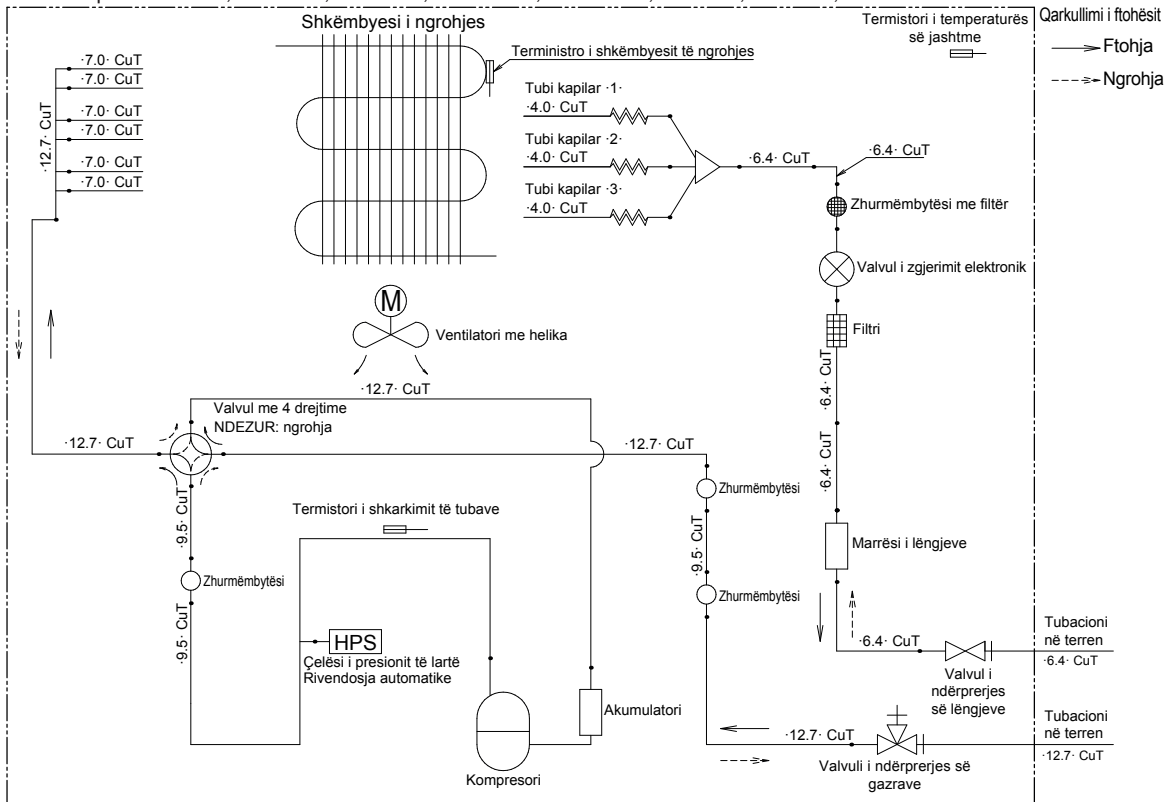 Shkëmbyesi i ngrohjes
Termistori i temperaturës
së jashtme
Qarkullimi i ftohësit
Ftohja
Ngrohja
Terministro i shkëmbyesit të ngrohjes
·7.0· CuT
·7.0· CuT
·7.0· CuT
·7.0· CuT
·7.0· CuT
·7.0· CuT
·12.7· CuT
Tubi kapilar ·1·
·4.0· CuT
Tubi kapilar ·2·
·4.0· CuT
Tubi kapilar ·3·
·4.0· CuT
·6.4· CuT
·6.4· CuT
Zhurmëmbytësi me filtër
Valvul i zgjerimit elektronik
Filtri
·6.4· CuT
·6.4· CuT
M
Ventilatori me helika
·12.7· CuT
Valvul me 4 drejtime
NDEZUR: ngrohja
·12.7· CuT
·12.7· CuT
Zhurmëmbytësi
·9.5· CuT
Termistori i shkarkimit të tubave
·9.5· CuT
Marrësi i lëngjeve
Zhurmëmbytësi
Zhurmëmbytësi
·9.5· CuT
HPS
Çelësi i presionit të lartë
Rivendosja automatike
Akumulatori
Kompresori
·6.4· CuT
Valvul i
ndërprerjes
së lëngjeve
Tubacioni
në terren
·6.4· CuT
·12.7· CuT
Valvuli i ndërprerjes së
gazrave
Tubacioni
në terren
·12.7· CuT